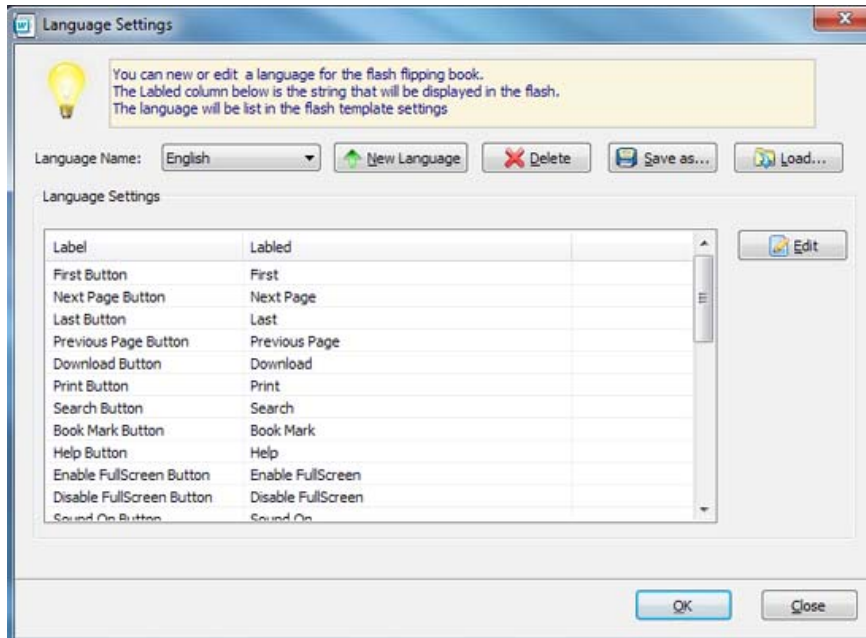 Language Settings
You can new or edit a language for the flash flipping book.
The Labled column below is the string that will be displayed in the flash.
The language will be list in the flash template settings
Language Name: English New Language Delete Save as... Load...
Language Settings
Label Labled
Edit
First Button First
Next Page Button Next Page
Last Button Last
Previous Page Button Previous Page
Download Button Download
Print Button Print
Search Button Search
Book Mark Button Book Mark
Help Button Help
Enable FullScreen Button Enable FullScreen
Disable FullScreen Button Disable FullScreen
Sound On Button Sound On
OK Close